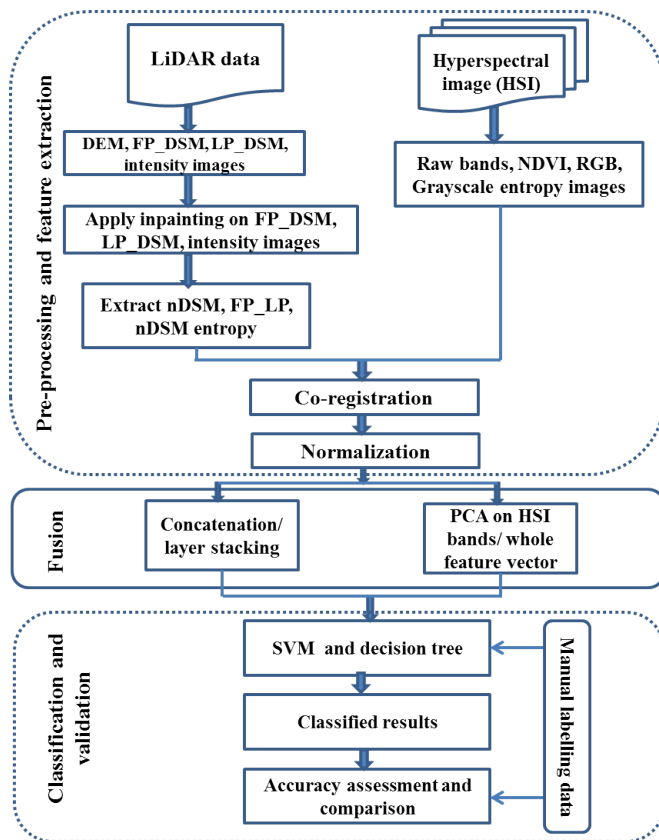 Pre-processing and feature extraction
LiDAR data
Hyperspectral
image (HSI)
DEM, FP_DSM, LP_DSM,
intensity images
Raw bands, NDVI, RGB,
Grayscale entropy images
Apply inpainting on FP_DSM,
LP_DSM, intensity images
Extract nDSM, FP_LP,
nDSM entropy
Co-registration
Normalization
Fusion
Concatenation/
layer stacking
PCA on HSI
bands/ whole
feature vector
Classification and
validation
SVM and decision tree
Classified results
Accuracy assessment and
comparison
Manual labelling
data